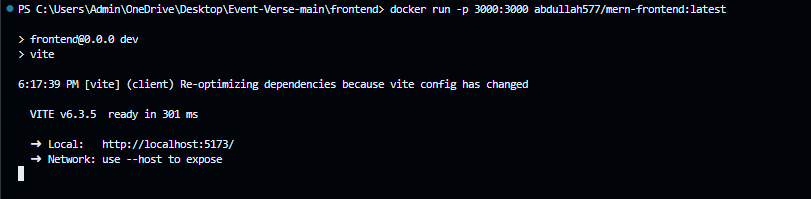 PS C:\Users\Admin\OneDrive\Desktop\Event-Verse-main\frontend> docker run -p 3000:3000 abdullah577/mern-frontend:latest
> frontend@0.0.0 dev
> vite
6:17:39 PM [vite] (client) Re-optimizing dependencies because vite config has changed
VITE v6.3.5 ready in 301 ms
➜ Local: http://localhost:5173/
➜ Network: use --host to expose